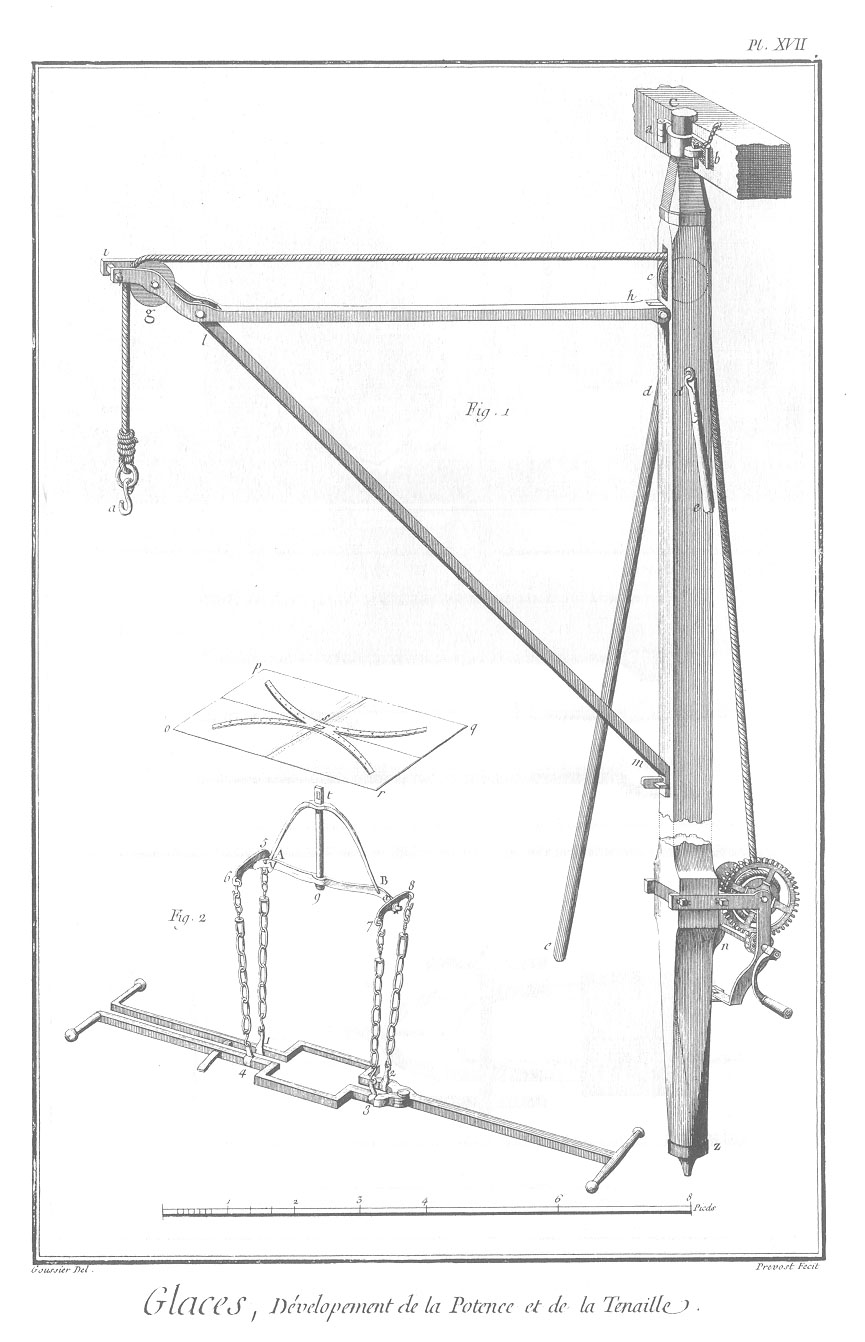 Pl. XVII
C
a
b
i
c
g
h
l
Fig. 1
d
d
a
e
p
o
s
q
m
r
t
5
A
6
B
8
9
7
Fig. 2
n
e
1
2
4
3
z
1 2 3 4 6 8 Pieds
Goussier Del. Prevost Fecit
Glaces, Dévelopement de la Potence et de la Tenaille.